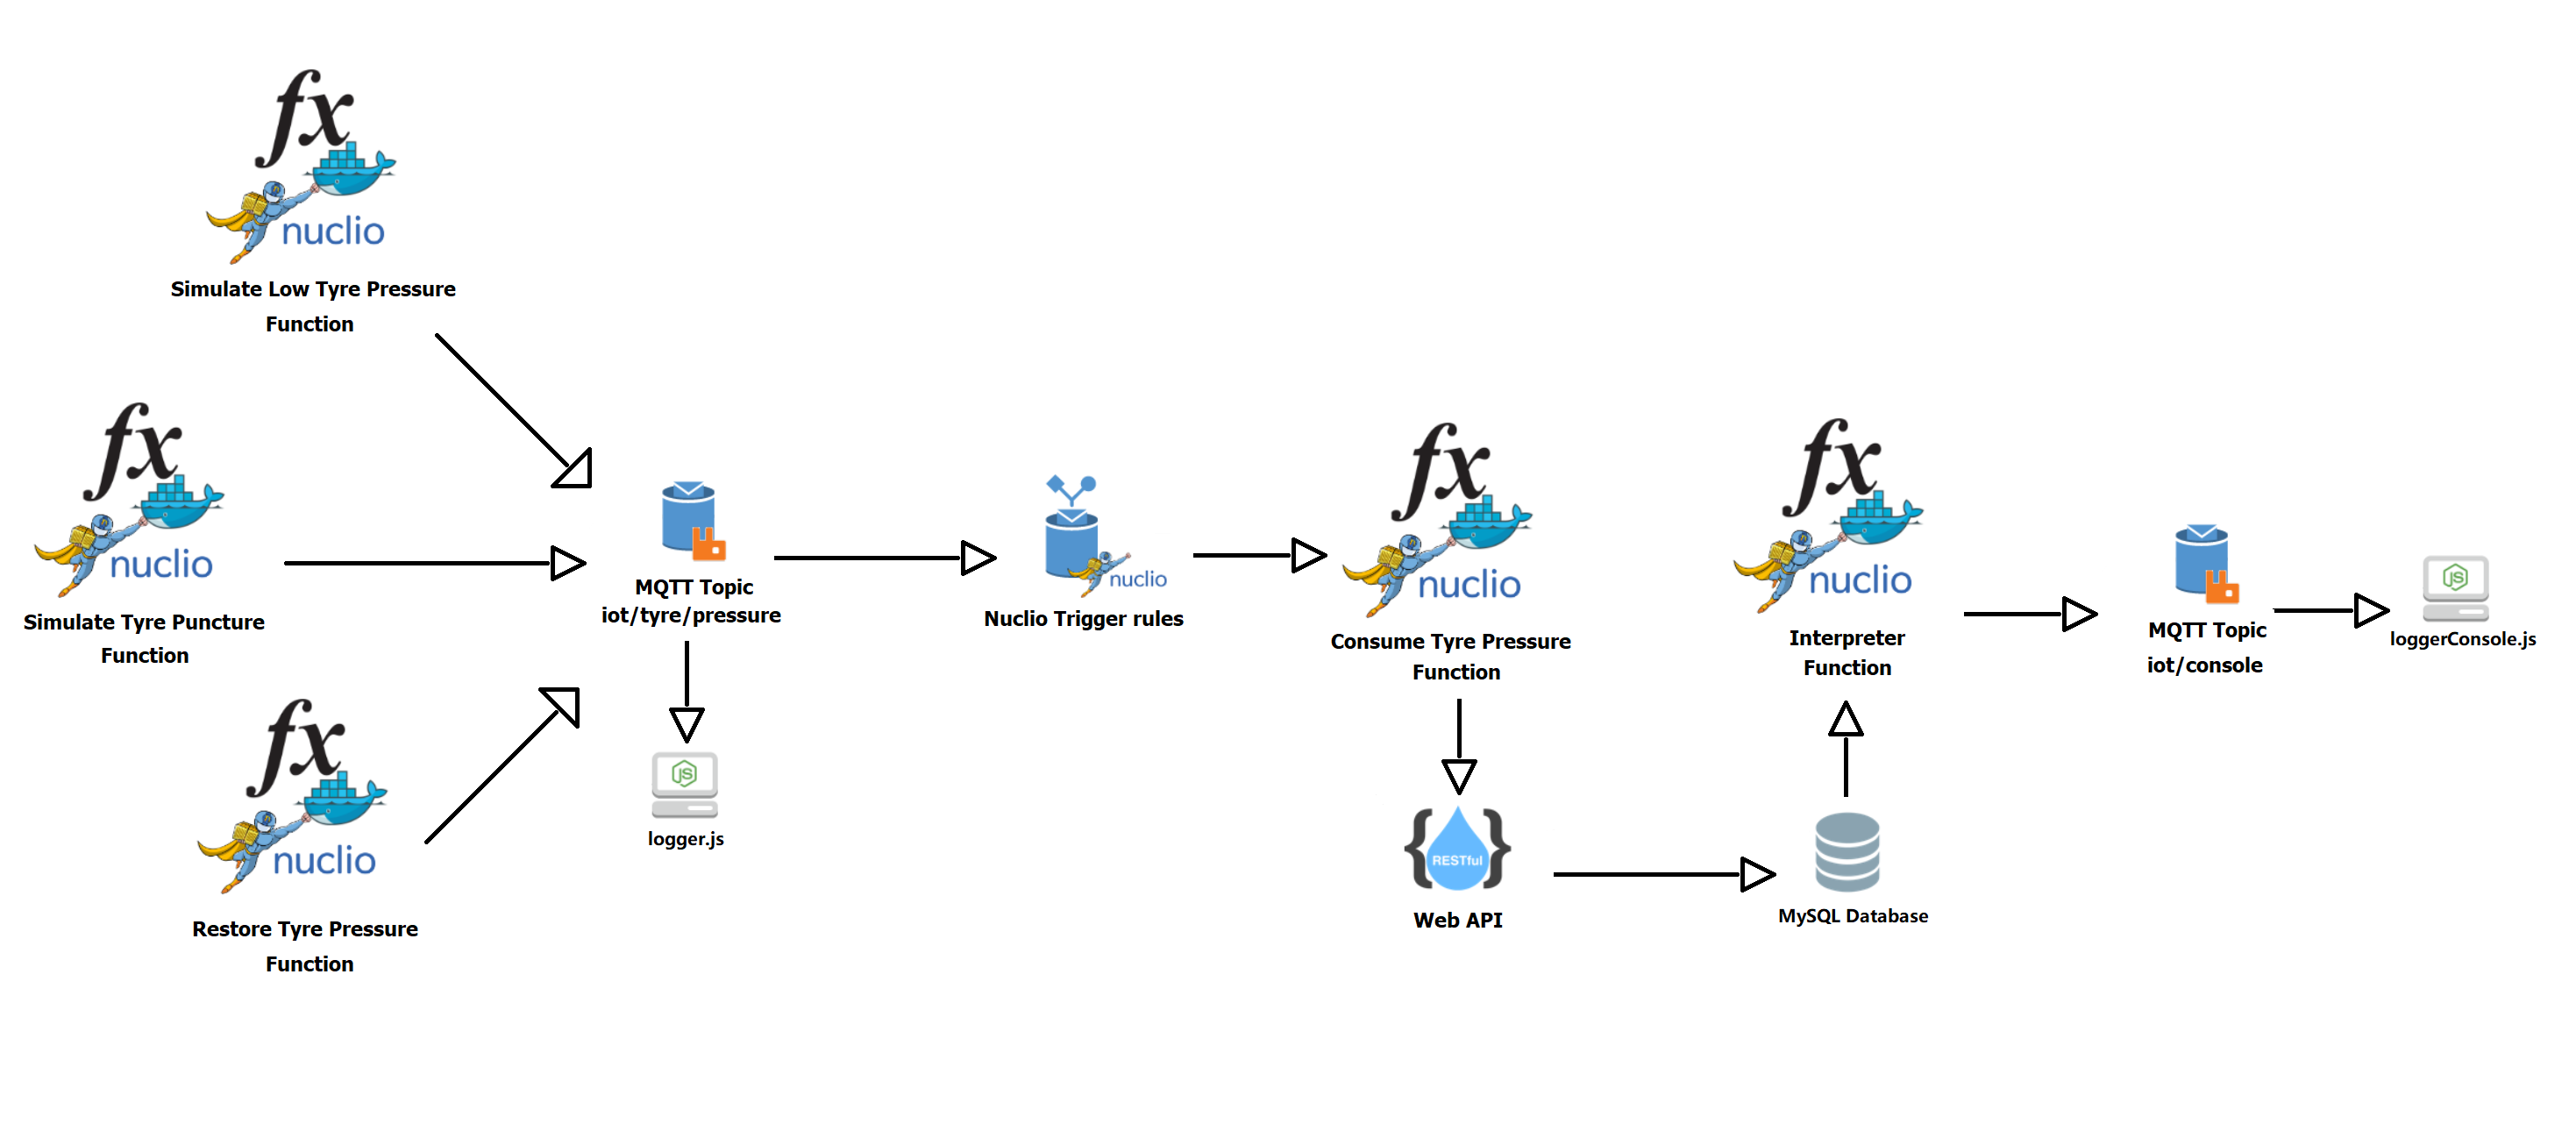 fx
nuclio
Simulate Low Tyre Pressure
Function
fx
nuclio
Simulate Tyre Puncture
Function
fx
nuclio
Restore Tyre Pressure
Function
MQTT Topic
iot/tyre/pressure
JS
logger.js
nuclio
Nuclio Trigger rules
fx
nuclio
Consume Tyre Pressure
Function
{RESTful}
Web API
MySQL Database
fx
nuclio
Interpreter
Function
MQTT Topic
iot/console
JS
loggerConsole.js